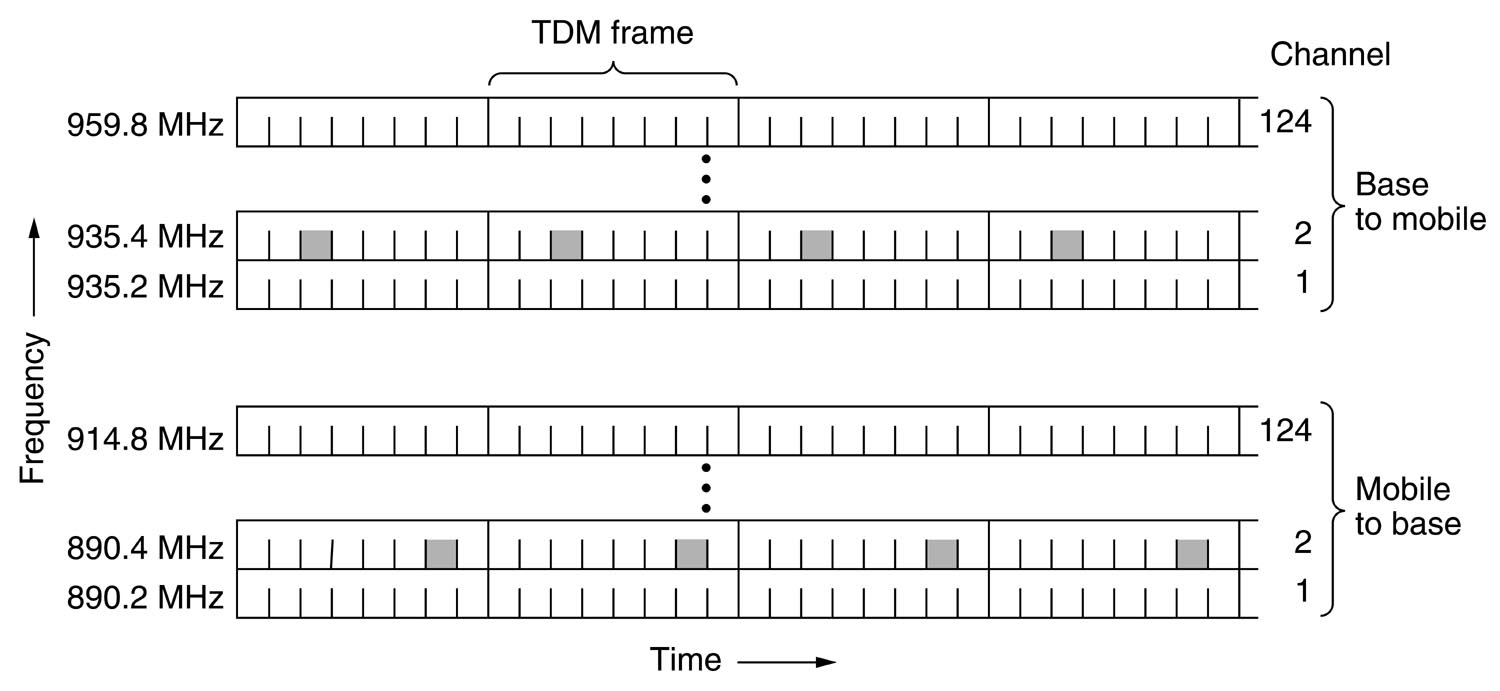 TDM frame
Channel
959.8 MHz
124
935.4 MHz
2
935.2 MHz
1
Base
to mobile
914.8 MHz
124
890.4 MHz
2
890.2 MHz
1
Mobile
to base
Frequency
Time